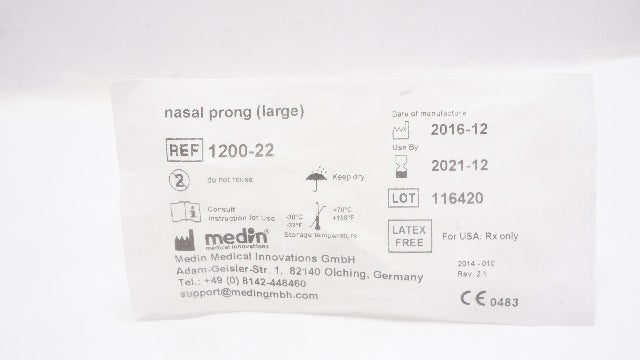 nasal prong (large)
REF 1200-22
do not reuse
Keep dry
Consult
Instruction for Use
-30°C
-22°F
+70°C
+158°F
Storage temperature
medin
medical innovations
Medin Medical Innovations GmbH
Adam-Geisler-Str. 1, 82140 Olching, Germany
Tel.: +49 (0) 8142-448460
support@medingmbh.com
Date of manufacture
2016-12
Use By
2021-12
LOT 116420
LATEX
FREE
For USA: Rx only
2014 - 010
Rev. 2.1
CE 0483